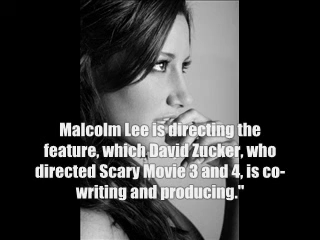 Malcolm Lee is directing the
feature, which David Zucker, who
directed Scary Movie 3 and 4, is co-
writing and producing."